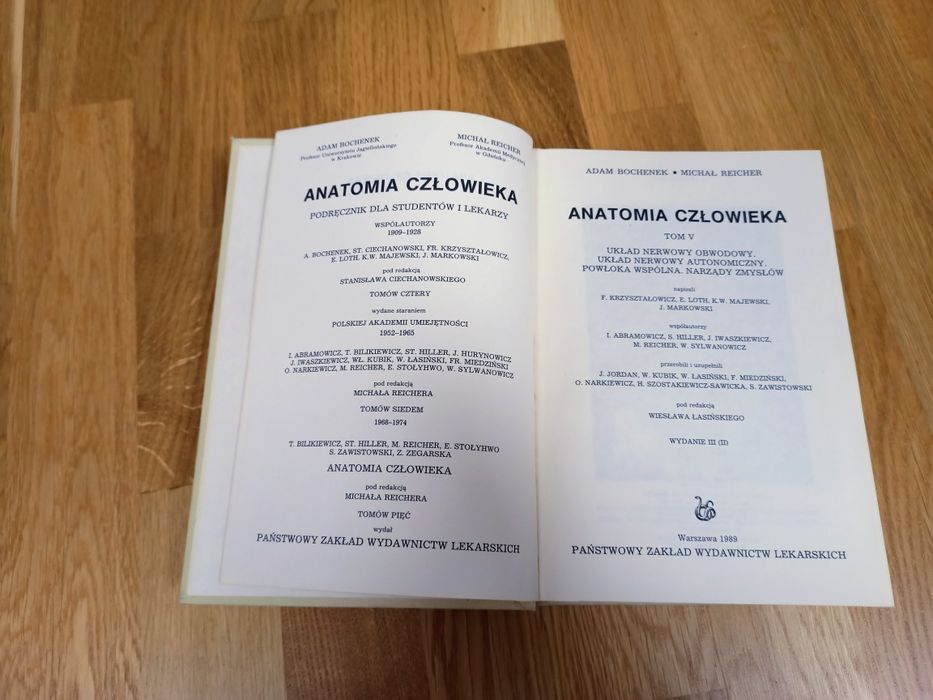 ADAM BOCHENEK
Profesor Uniwersytetu Jagiellońskiego
w Krakowie
MICHAŁ REICHER
Profesor Akademii Medycznej
w Gdańsku
ANATOMIA CZŁOWIEKA
PODRĘCZNIK DLA STUDENTÓW I LEKARZY
WSPÓŁAUTORZY
1909–1928
A. BOCHENEK, ST. CIECHANOWSKI, FR. KRZYSZTAŁOWICZ,
E. LOTH, K.W. MAJEWSKI, J. MARKOWSKI
pod redakcją
STANISŁAWA CIECHANOWSKIEGO
TOMÓW CZTERY
wydane staraniem
POLSKIEJ AKADEMII UMIEJĘTNOŚCI
1952–1965
I. ABRAMOWICZ, T. BILIKIEWICZ, ST. HILLER, J. HURYNOWICZ
J. IWASZKIEWICZ, WŁ. KUBIK, W. ŁASIŃSKI, FR. MIEDZIŃSKI
O. NARKIEWICZ, M. REICHER, E. STOŁYHWO, W. SYLWANOWICZ
pod redakcją
MICHAŁA REICHERA
TOMÓW SIEDEM
1968–1974
T. BILIKIEWICZ, ST. HILLER, M. REICHER, E. STOŁYHWO
S. ZAWISTOWSKI, Z. ZEGARSKA
ANATOMIA CZŁOWIEKA
pod redakcją
MICHAŁA REICHERA
TOMÓW PIĘĆ
wydał
PAŃSTWOWY ZAKŁAD WYDAWNICTW LEKARSKICH
ADAM BOCHENEK • MICHAŁ REICHER
ANATOMIA CZŁOWIEKA
TOM V
UKŁAD NERWOWY OBWODOWY.
UKŁAD NERWOWY AUTONOMICZNY.
POWŁOKA WSPÓLNA. NARZĄDY ZMYSŁÓW
napisali
F. KRZYSZTAŁOWICZ, E. LOTH, K.W. MAJEWSKI,
J. MARKOWSKI
współautorzy
I. ABRAMOWICZ, S. HILLER, J. IWASZKIEWICZ,
M. REICHER, W. SYLWANOWICZ
przerobili i uzupełnili
J. JORDAN, W. KUBIK, W. ŁASIŃSKI, F. MIEDZIŃSKI,
O. NARKIEWICZ, H. SZOSTAKIEWICZ-SAWICKA, S. ZAWISTOWSKI
pod redakcją
WIESŁAWA ŁASIŃSKIEGO
WYDANIE III (II)
Warszawa 1989
PAŃSTWOWY ZAKŁAD WYDAWNICTW LEKARSKICH